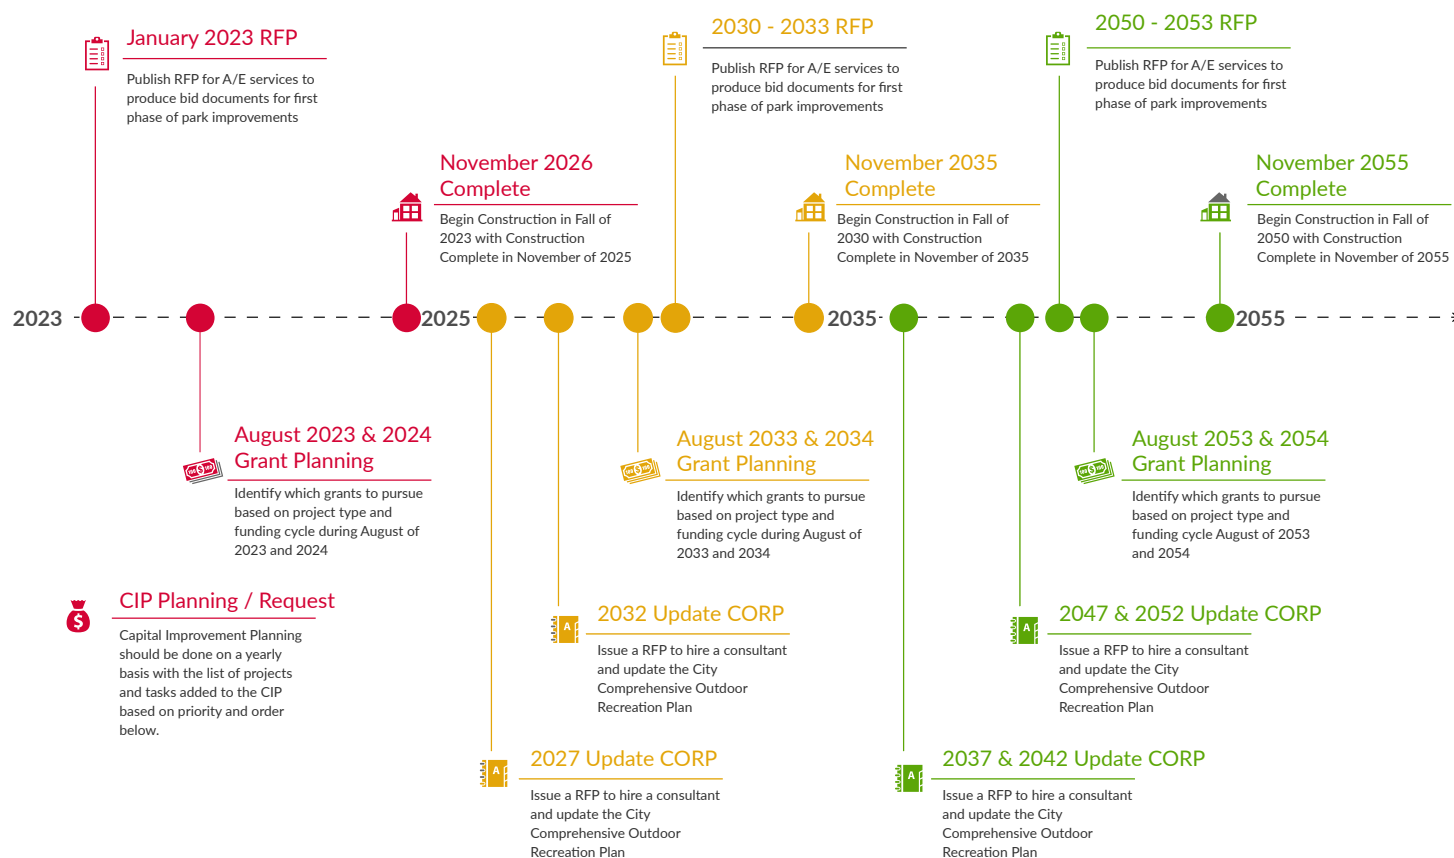 January 2023 RFP
Publish RFP for A/E services to
produce bid documents for first
phase of park improvements
2030 - 2033 RFP
Publish RFP for A/E services to
produce bid documents for first
phase of park improvements
2050 - 2053 RFP
Publish RFP for A/E services to
produce bid documents for first
phase of park improvements
November 2026
Complete
Begin Construction in Fall of
2023 with Construction
Complete in November of 2025
November 2035
Complete
Begin Construction in Fall of
2030 with Construction
Complete in November of 2035
November 2055
Complete
Begin Construction in Fall of
2050 with Construction
Complete in November of 2055
2023
2025
2035
2055
August 2023 & 2024
Grant Planning
Identify which grants to pursue
based on project type and
funding cycle during August of
2023 and 2024
August 2033 & 2034
Grant Planning
Identify which grants to pursue
based on project type and
funding cycle during August of
2033 and 2034
August 2053 & 2054
Grant Planning
Identify which grants to pursue
based on project type and
funding cycle August of 2053
and 2054
CIP Planning / Request
Capital Improvement Planning
should be done on a yearly
basis with the list of projects
and tasks added to the CIP
based on priority and order
below.
2032 Update CORP
Issue a RFP to hire a consultant
and update the City
Comprehensive Outdoor
Recreation Plan
2047 & 2052 Update CORP
Issue a RFP to hire a consultant
and update the City
Comprehensive Outdoor
Recreation Plan
2027 Update CORP
Issue a RFP to hire a consultant
and update the City
Comprehensive Outdoor
Recreation Plan
2037 & 2042 Update CORP
Issue a RFP to hire a consultant
and update the City
Comprehensive Outdoor
Recreation Plan